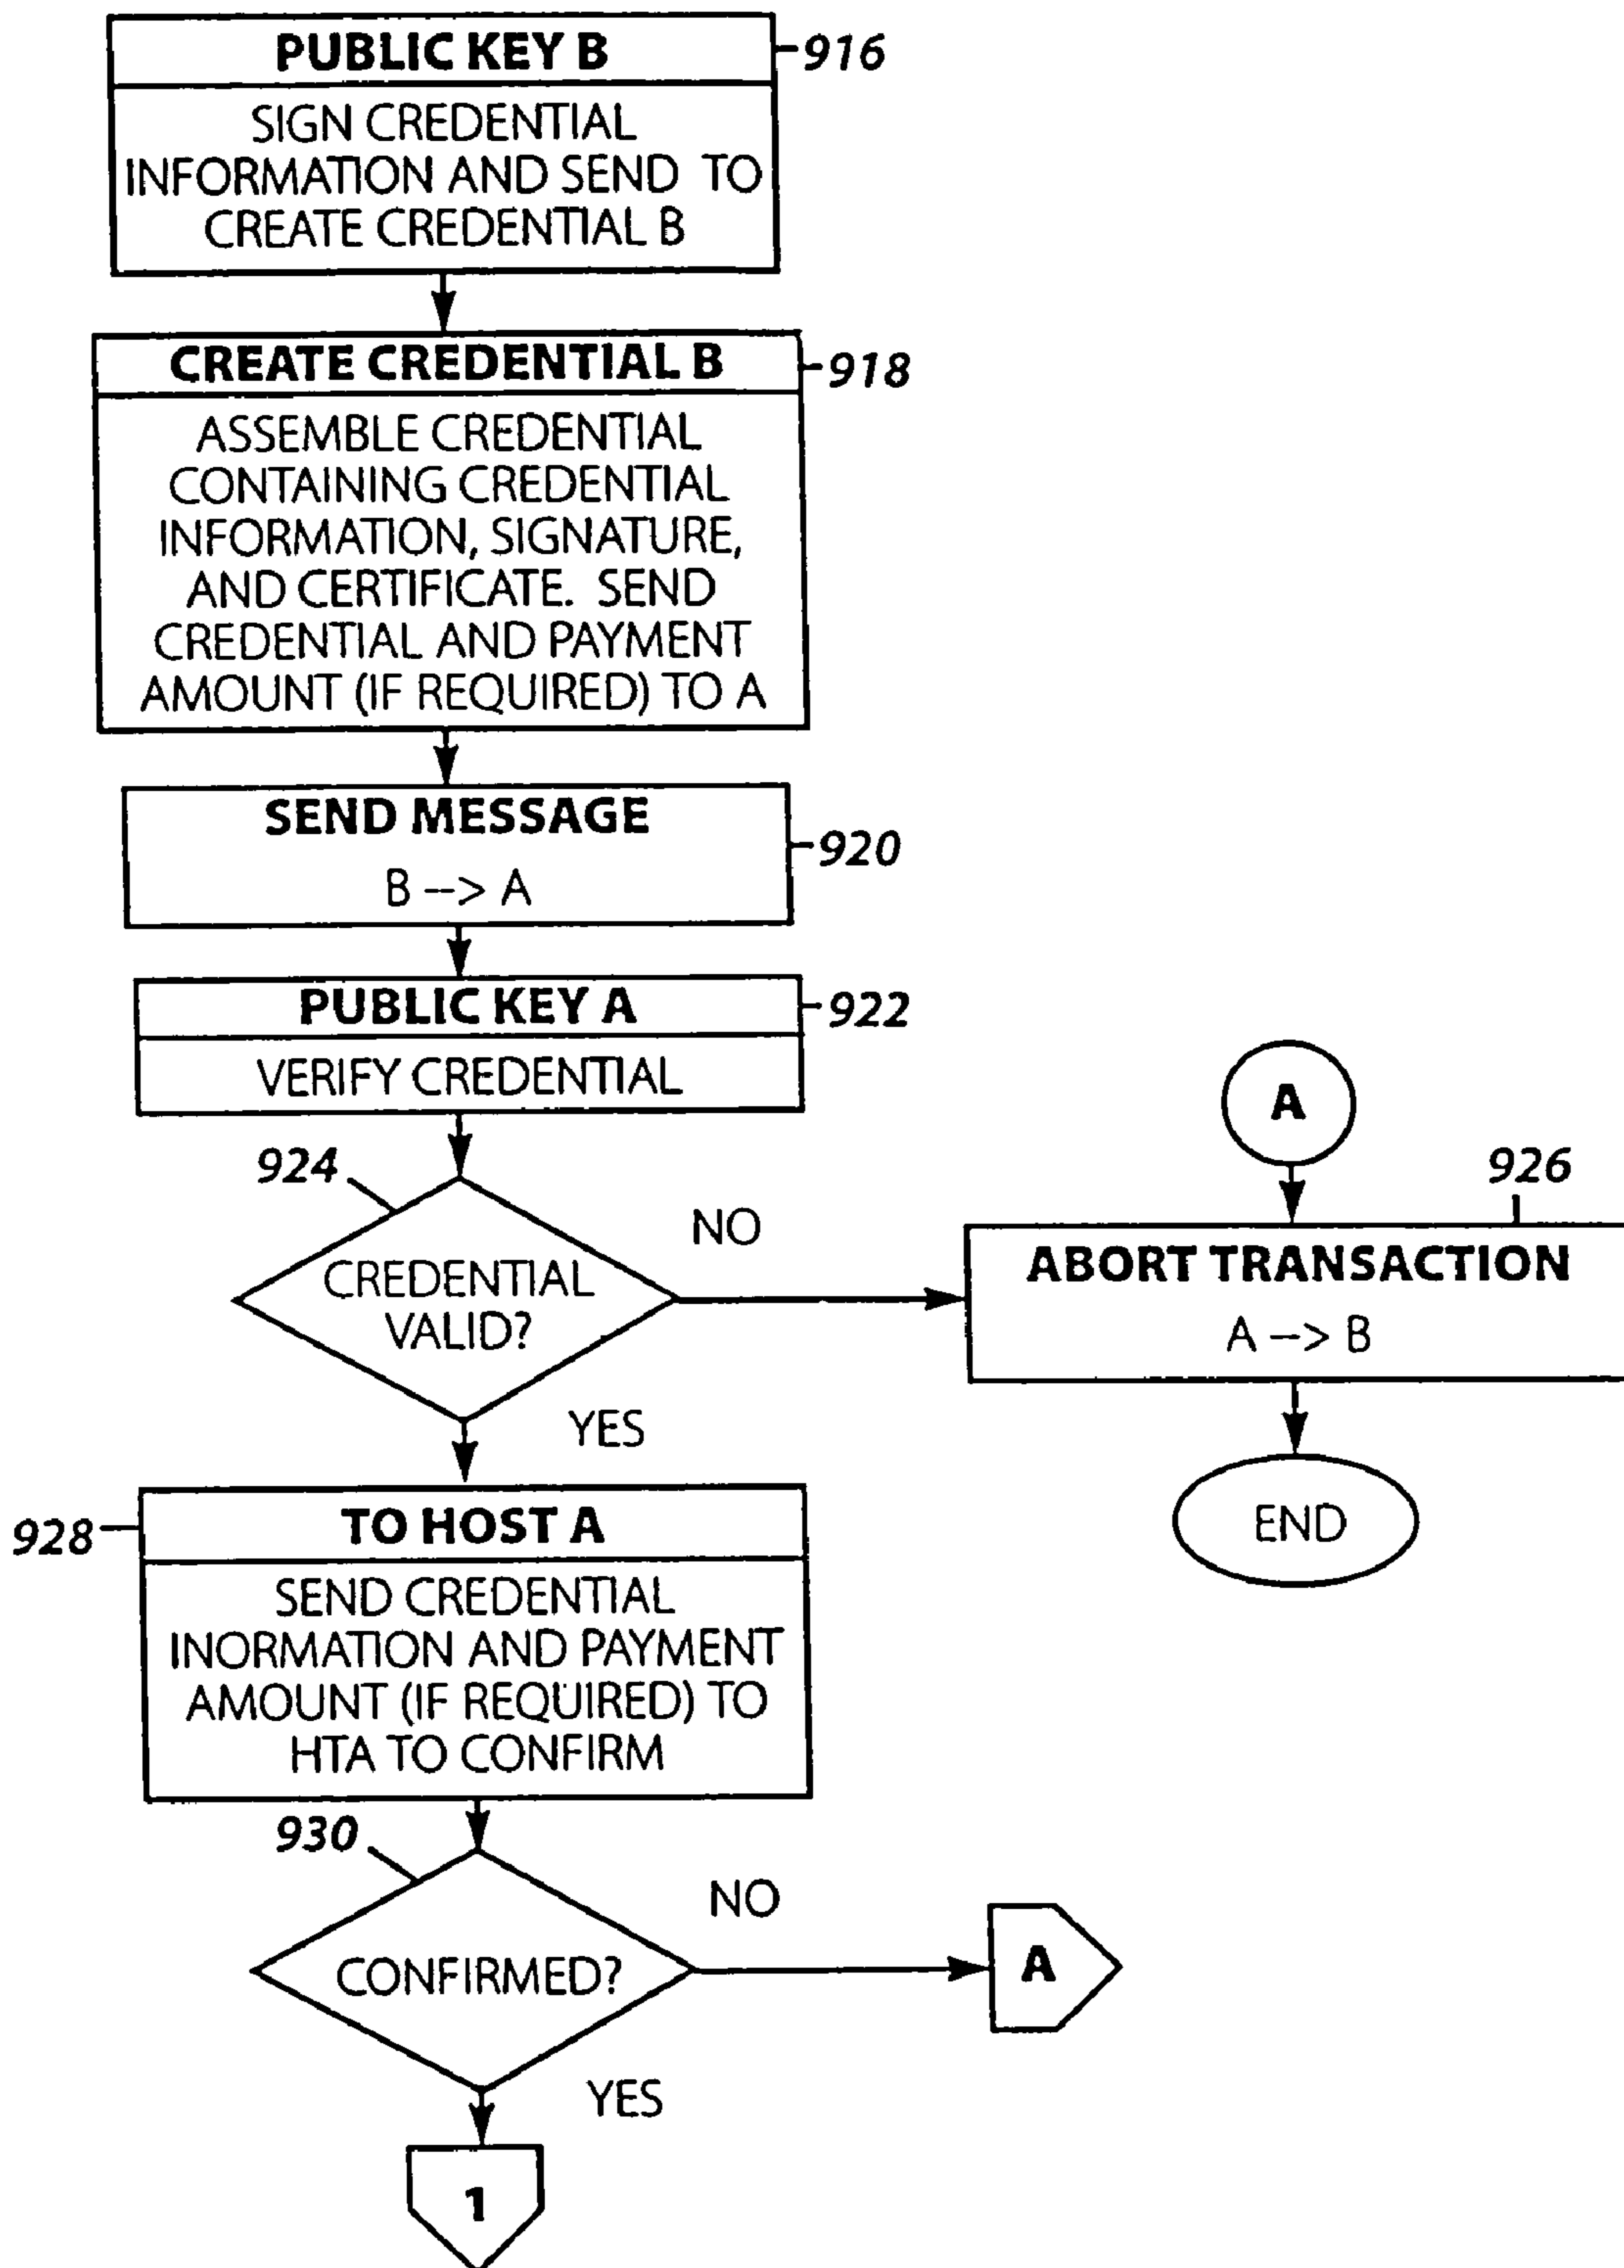 PUBLIC KEY B
916
SIGN CREDENTIAL
INFORMATION AND SEND TO
CREATE CREDENTIAL B
CREATE CREDENTIAL B
918
ASSEMBLE CREDENTIAL
CONTAINING CREDENTIAL
INFORMATION, SIGNATURE,
AND CERTIFICATE. SEND
CREDENTIAL AND PAYMENT
AMOUNT (IF REQUIRED) TO A
SEND MESSAGE
920
B --> A
PUBLIC KEY A
922
VERIFY CREDENTIAL
924
CREDENTIAL
VALID?
NO
YES
A
926
ABORT TRANSACTION
A --> B
END
928
TO HOST A
SEND CREDENTIAL
INORMATION AND PAYMENT
AMOUNT (IF REQUIRED) TO
HTA TO CONFIRM
930
CONFIRMED?
NO
A
YES
1